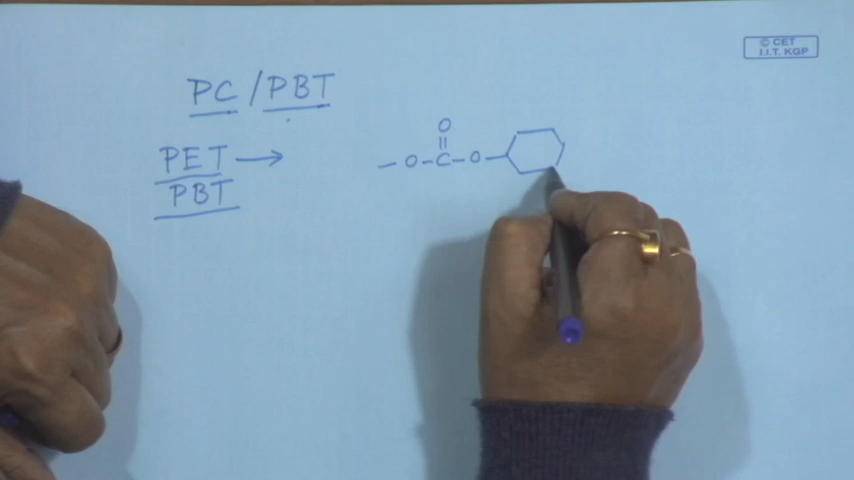 © CET
I.I.T. KGP
PC / PBT
PET →
PBT
O
— O — C — O —